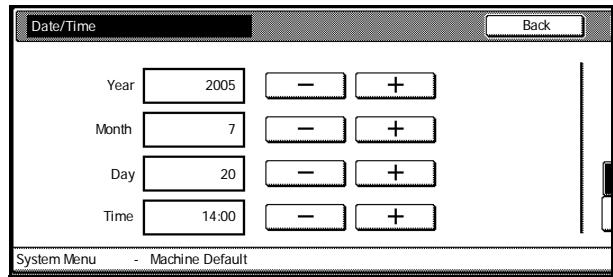 Date/Time Back
Year 2005 − +
Month 7 − +
Day 20 − +
Time 14:00 − +
System Menu - Machine Default